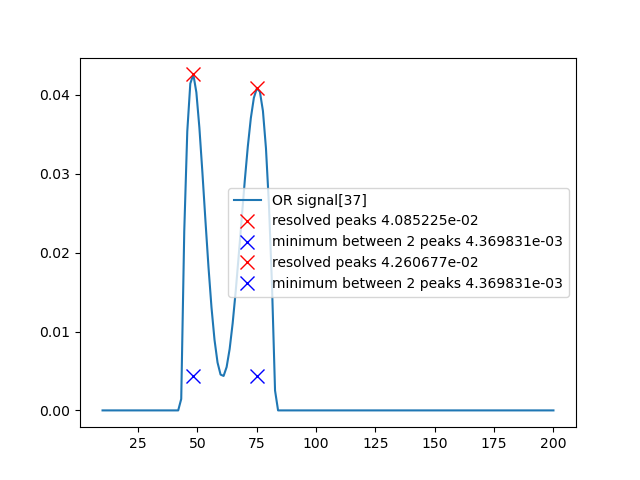 0.04
0.03
0.02
0.01
0.00
OR signal[37]
resolved peaks 4.085225e-02
minimum between 2 peaks 4.369831e-03
resolved peaks 4.260677e-02
minimum between 2 peaks 4.369831e-03
25 50 75 100 125 150 175 200